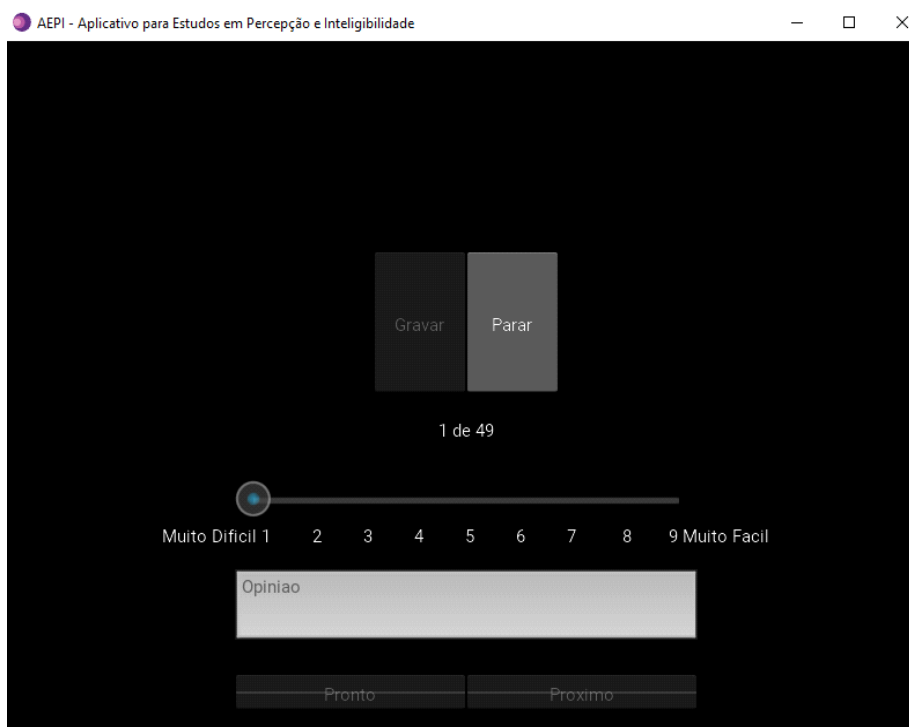 AEPI - Aplicativo para Estudos em Percepção e Inteligibilidade
Gravar Parar
1 de 49
Muito Dificil 1 2 3 4 5 6 7 8 9 Muito Facil
Opiniao
Pronto Proximo